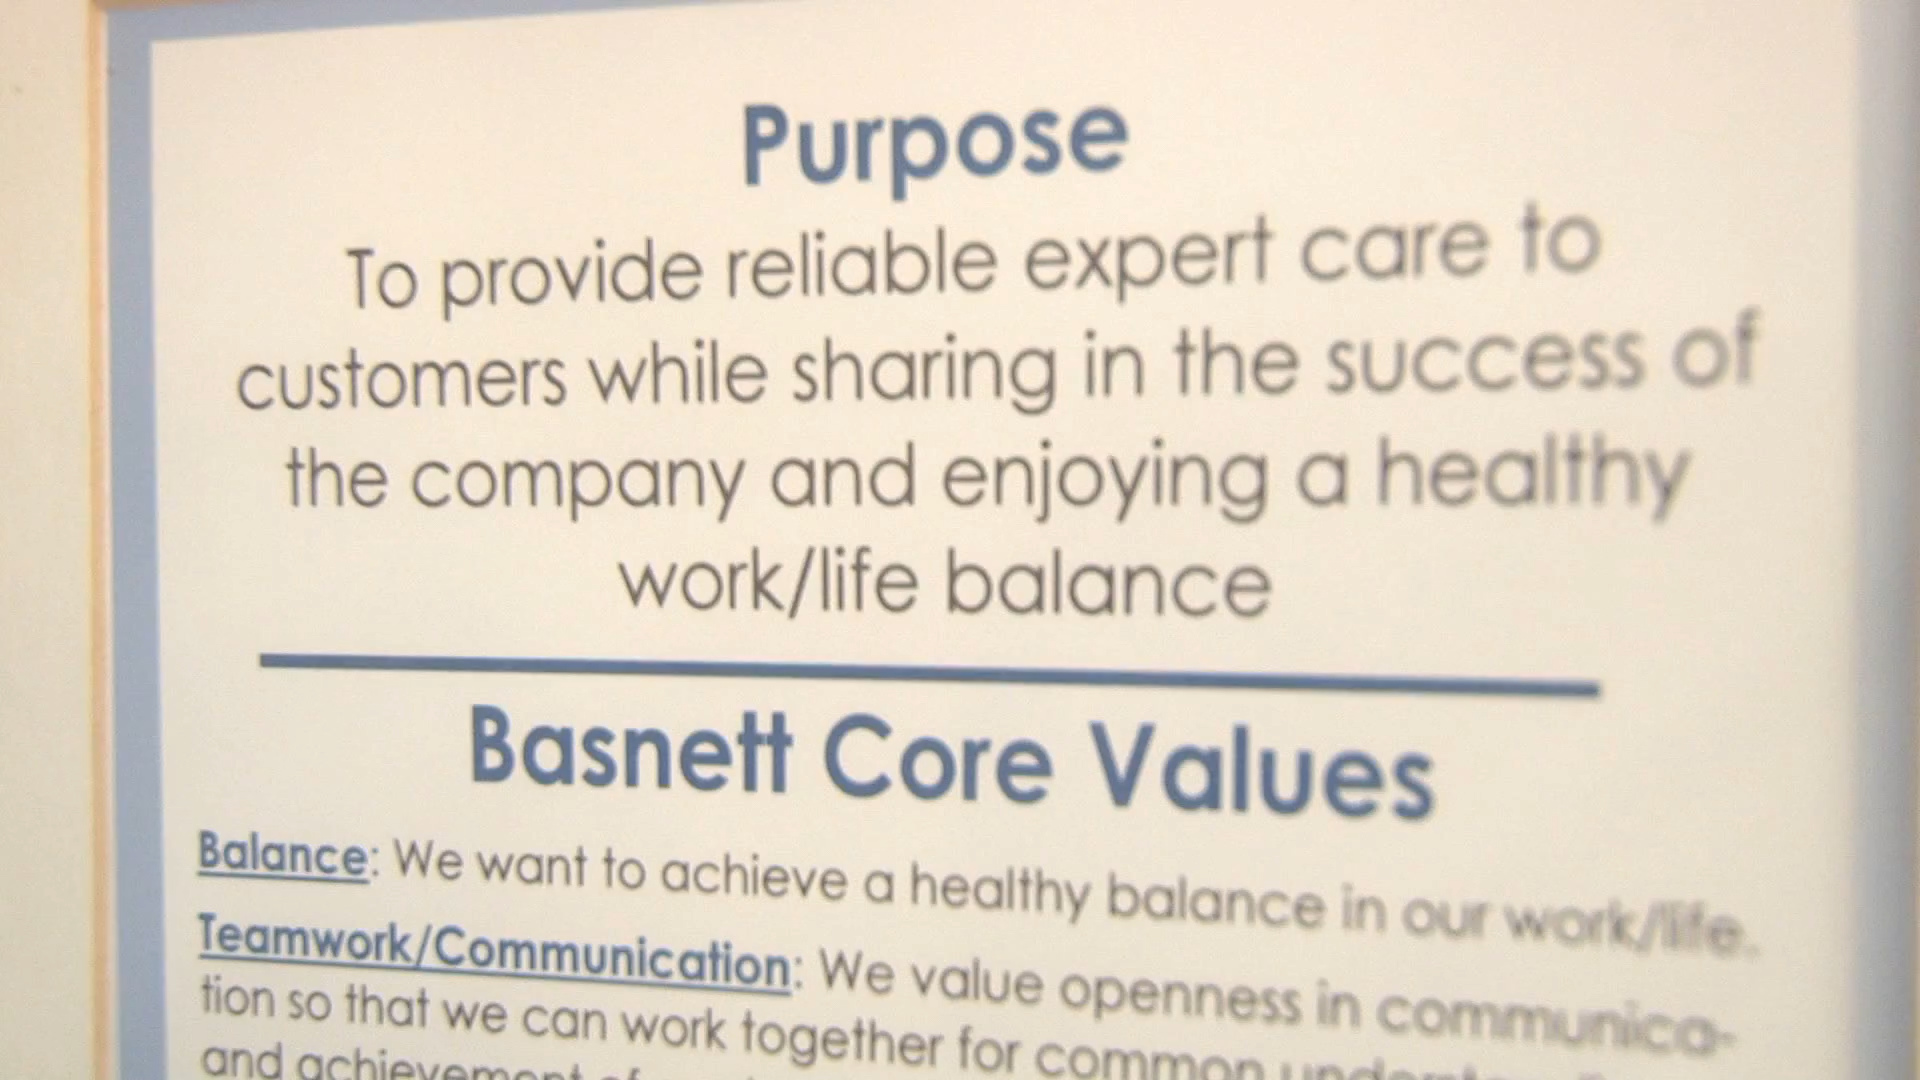 Purpose
To provide reliable expert care to
customers while sharing in the success of
the company and enjoying a healthy
work/life balance
Basnett Core Values
Balance: We want to achieve a healthy balance in our work/life.
Teamwork/Communication: We value openness in communica-
tion so that we can work together for common
and achievement of